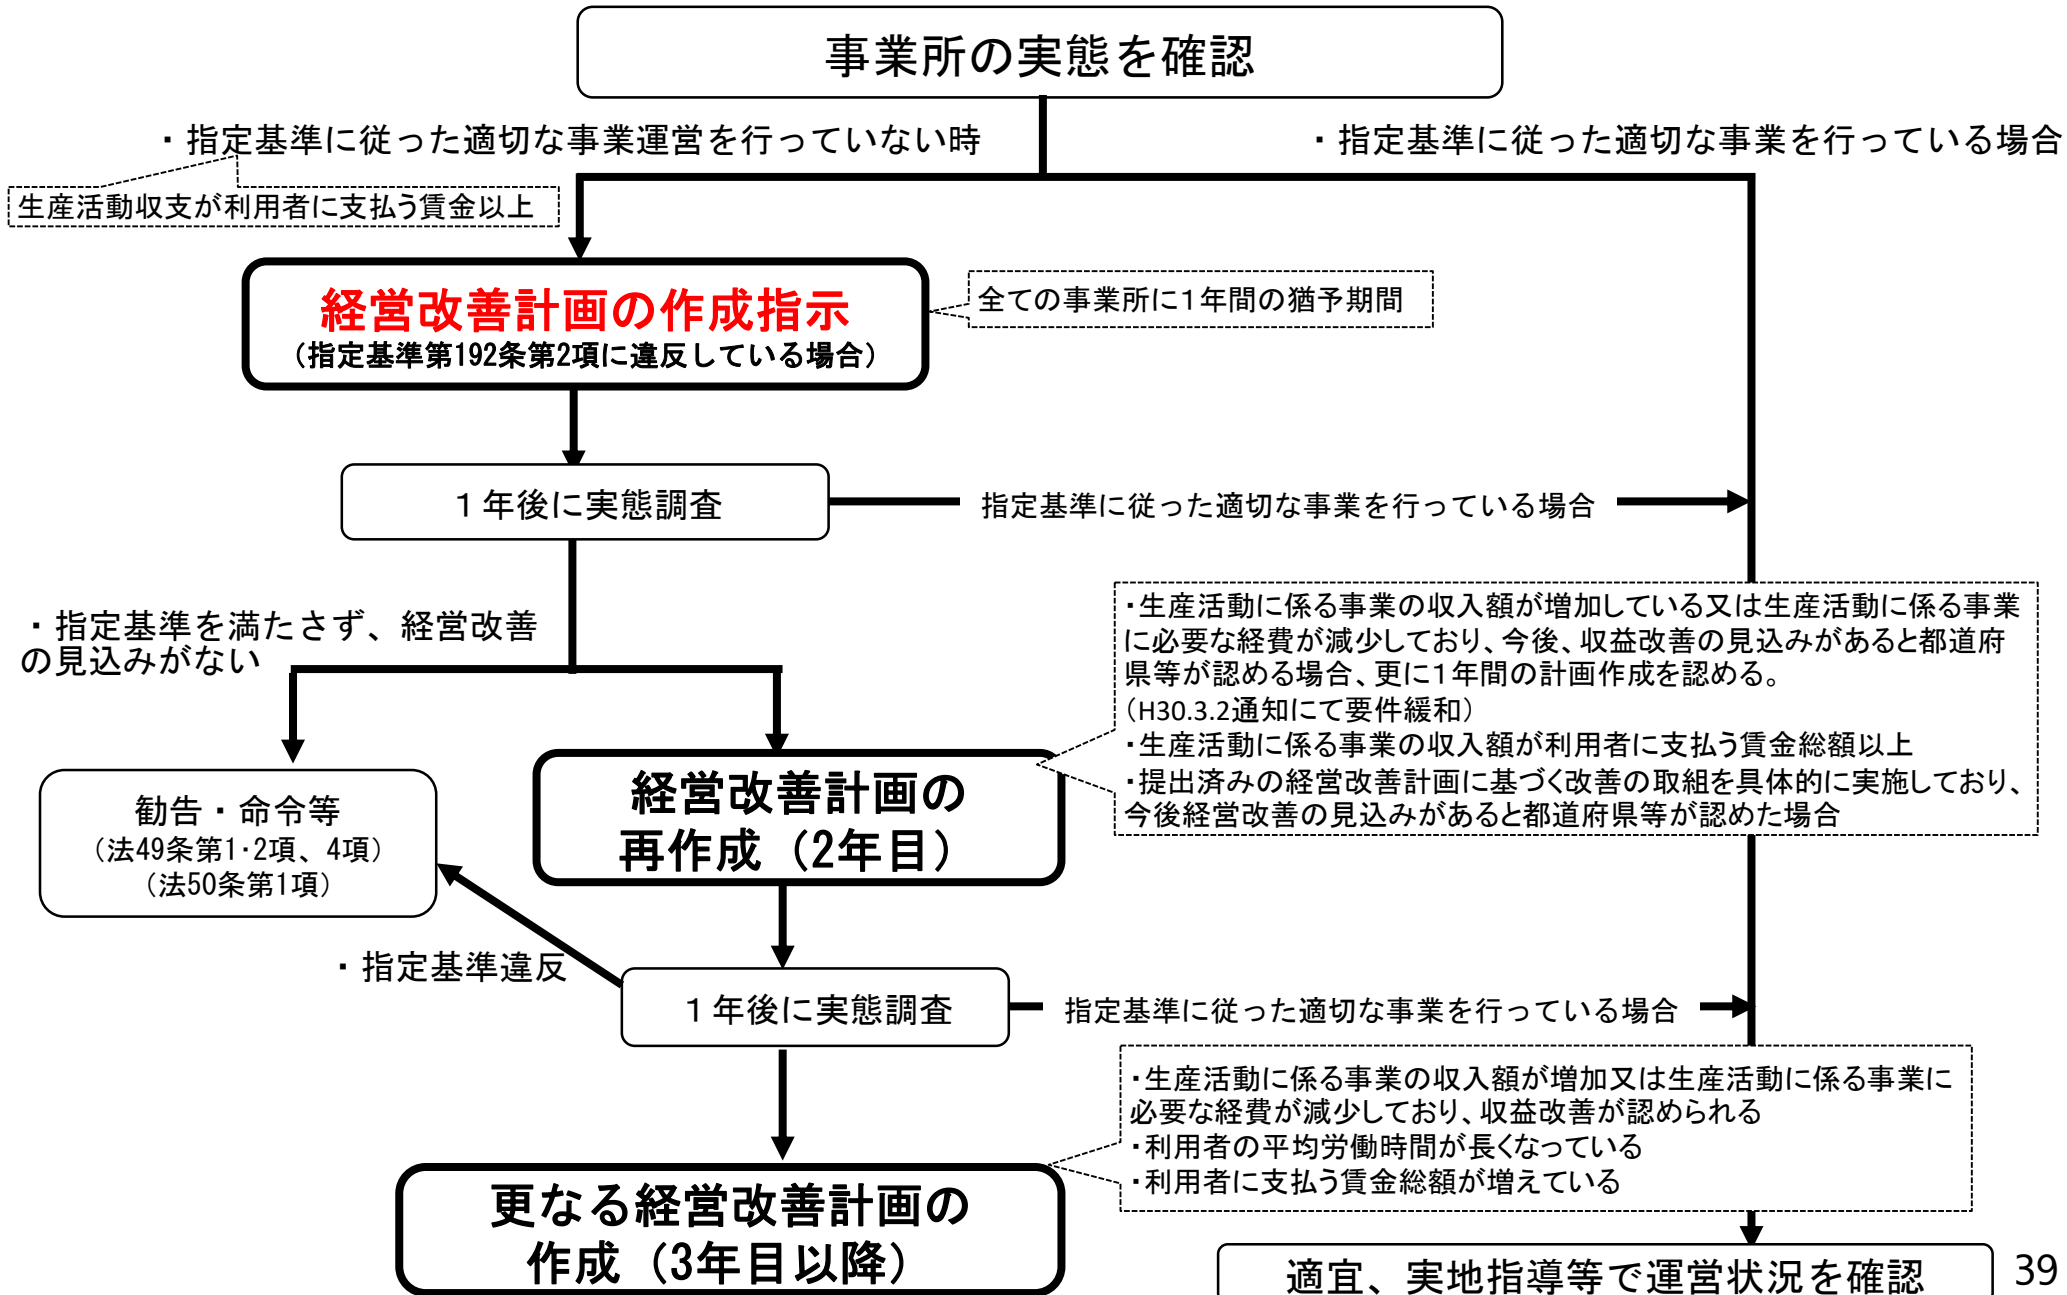 事業所の実態を確認
・指定基準に従った適切な事業運営を行っていない時
・指定基準に従った適切な事業を行っている場合
生産活動収支が利用者に支払う賃金以上
経営改善計画の作成指示
（指定基準第192条第2項に違反している場合）
全ての事業所に１年間の猶予期間
１年後に実態調査
指定基準に従った適切な事業を行っている場合
・指定基準を満たさず、経営改善
の見込みがない
・生産活動に係る事業の収入額が増加している又は生産活動に係る事業
に必要な経費が減少しており、今後、収益改善の見込みがあると都道府
県等が認める場合、更に１年間の計画作成を認める。
（H30.3.2通知にて要件緩和）
・生産活動に係る事業の収入額が利用者に支払う賃金総額以上
・提出済みの経営改善計画に基づく改善の取組を具体的に実施しており、
今後経営改善の見込みがあると都道府県等が認めた場合
経営改善計画の
再作成（2年目）
勧告・命令等
（法49条第1・2項、4項）
（法50条第1項）
・指定基準違反
１年後に実態調査
指定基準に従った適切な事業を行っている場合
・生産活動に係る事業の収入額が増加又は生産活動に係る事業に
必要な経費が減少しており、収益改善が認められる
・利用者の平均労働時間が長くなっている
・利用者に支払う賃金総額が増えている
更なる経営改善計画の
作成（3年目以降）
適宜、実地指導等で運営状況を確認
39